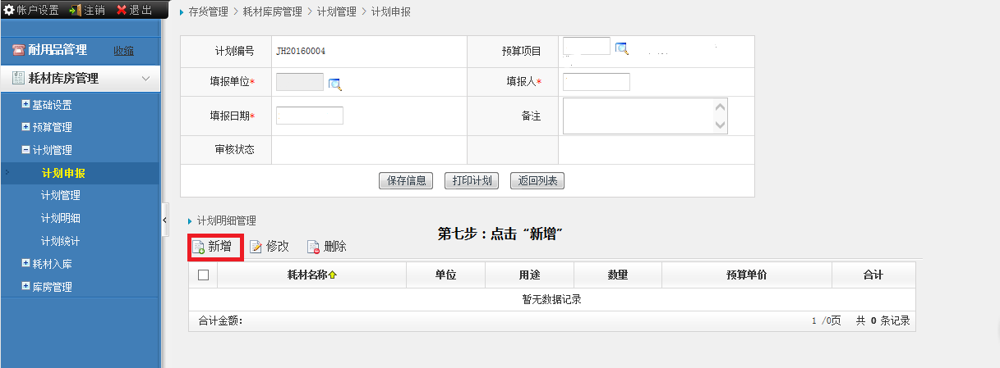 帐户设置 注销 退出
存货管理 > 耗材库房管理 > 计划管理 > 计划申报
耐用品管理 收缩
耗材库房管理
基础设置
预算管理
计划管理
计划申报
计划管理
计划明细
计划统计
耗材入库
库房管理
计划编号 JH20160004 预算项目
填报单位* 填报人*
填报日期* 备注
审核状态
保存信息 打印计划 返回列表
计划明细管理
第七步：点击“新增”
新增 修改 删除
耗材名称 单位 用途 数量 预算单价 合计
暂无数据记录
合计金额： 1 /0页 共 0 条记录